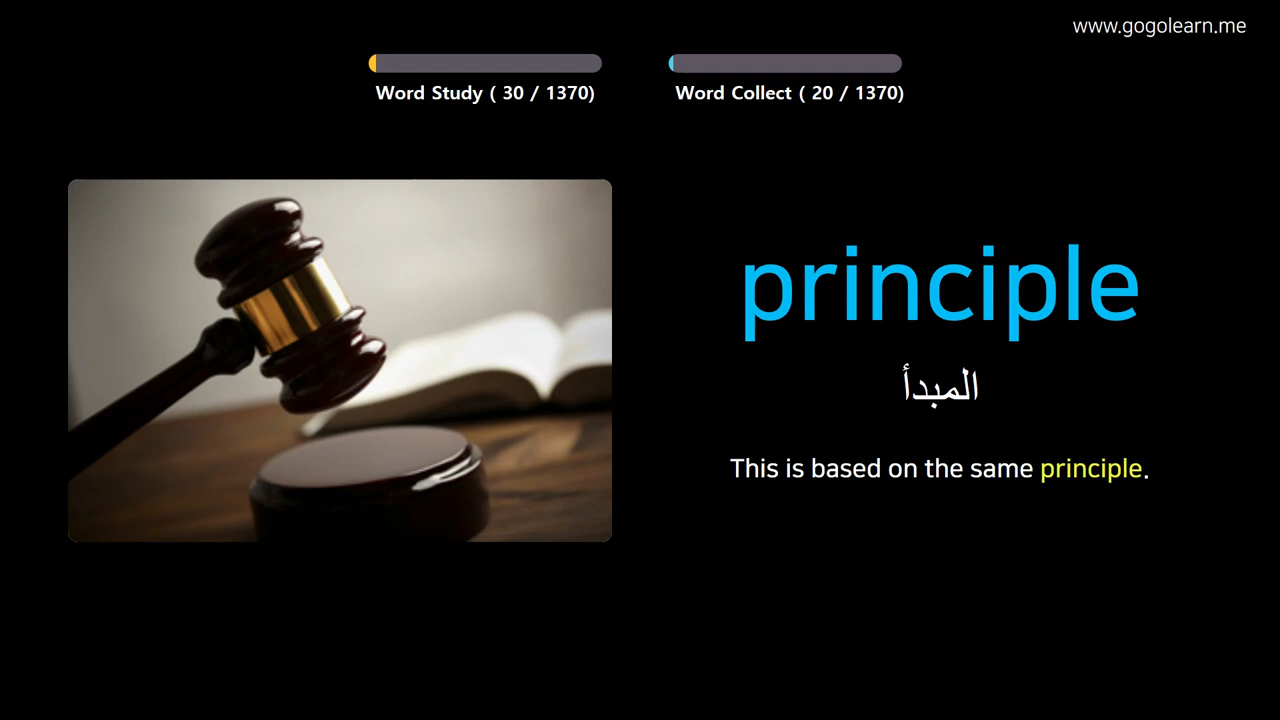 www.gogolearn.me
Word Study ( 30 / 1370)
Word Collect ( 20 / 1370)
principle
المبدأ
This is based on the same principle.